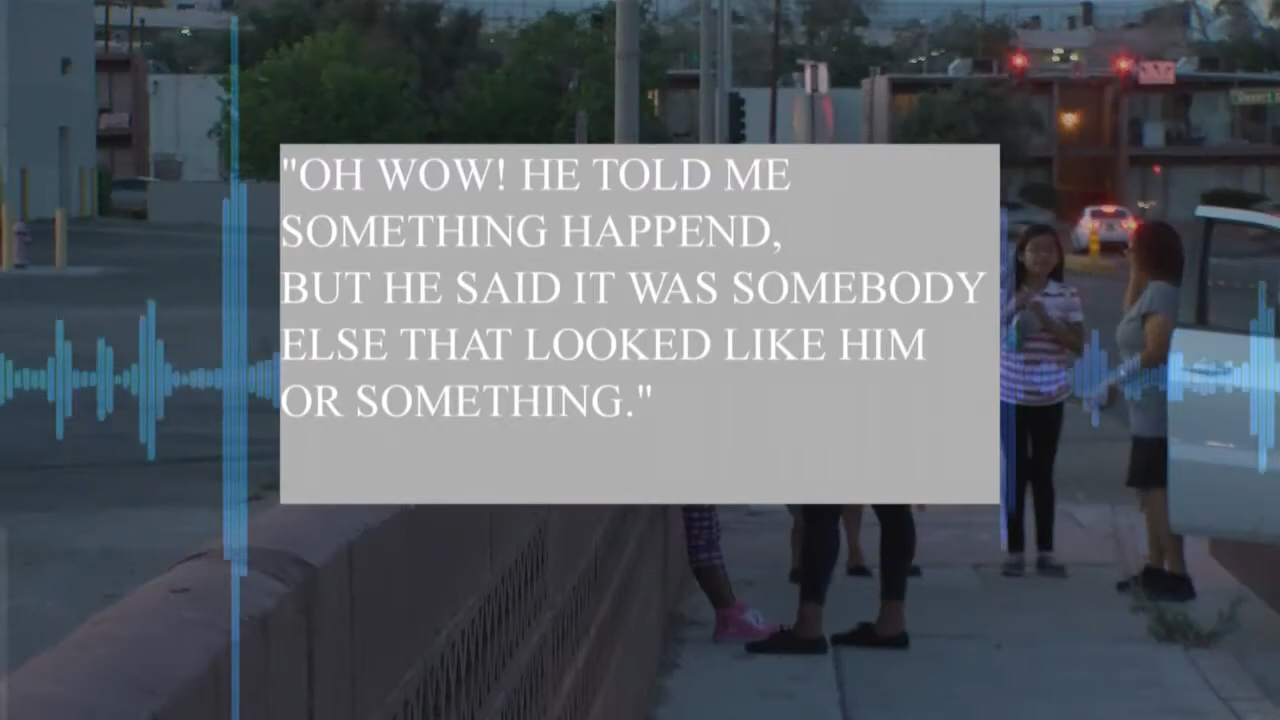 "OH WOW! HE TOLD ME
SOMETHING HAPPEND,
BUT HE SAID IT WAS SOMEBODY
ELSE THAT LOOKED LIKE HIM
OR SOMETHING."